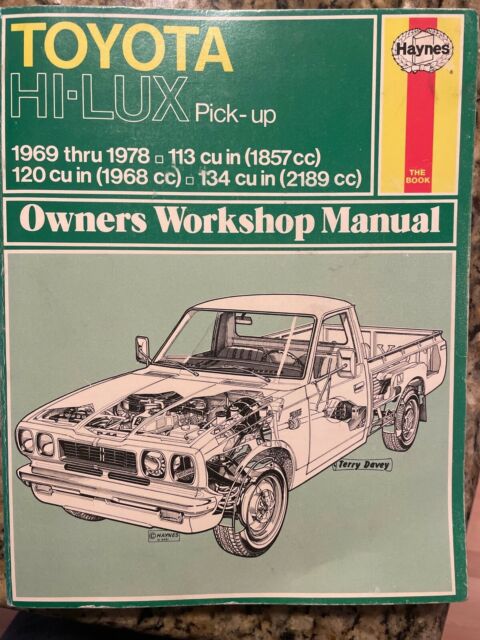 TOYOTA
HI-LUX Pick-up
1969 thru 1978 □ 113 cu in (1857cc)
120 cu in (1968 cc) □ 134 cu in (2189 cc)
Haynes
THE
BOOK
Owners Workshop Manual
Terry Davey
© HAYNES